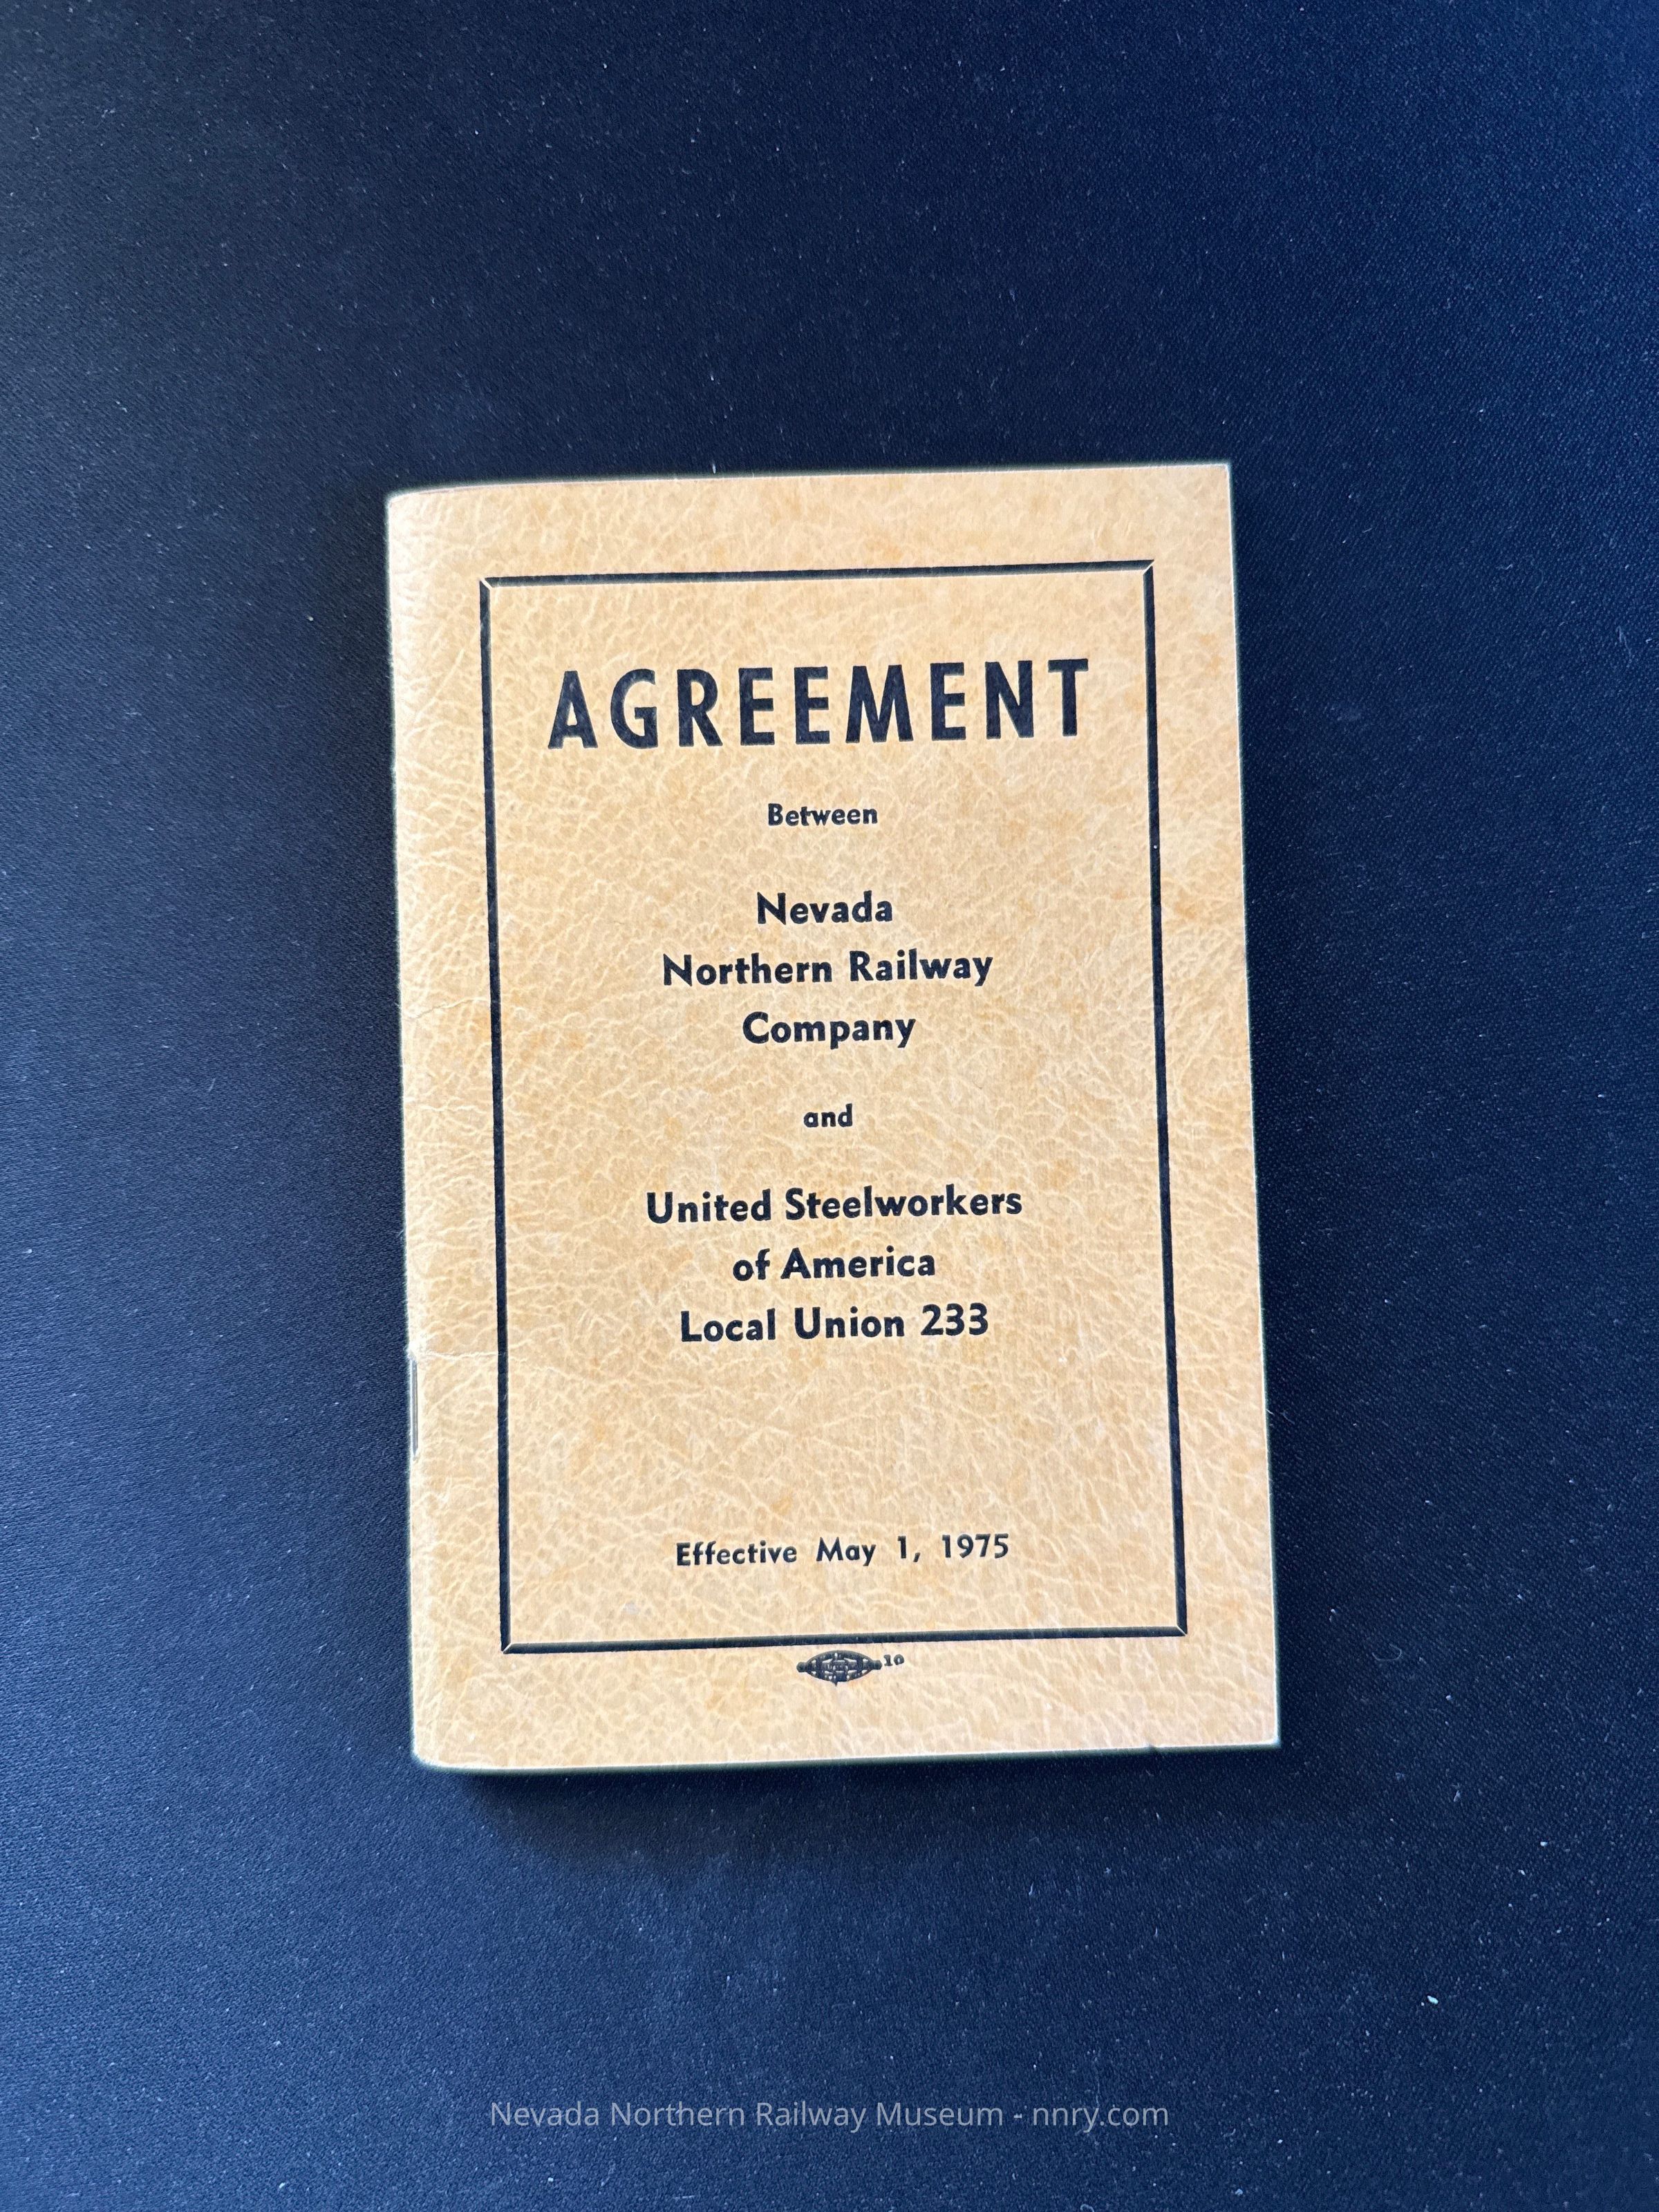 AGREEMENT
Between
Nevada
Northern Railway
Company
and
United Steelworkers
of America
Local Union 233
Effective May 1, 1975
10
Nevada Northern Railway Museum - nnry.com